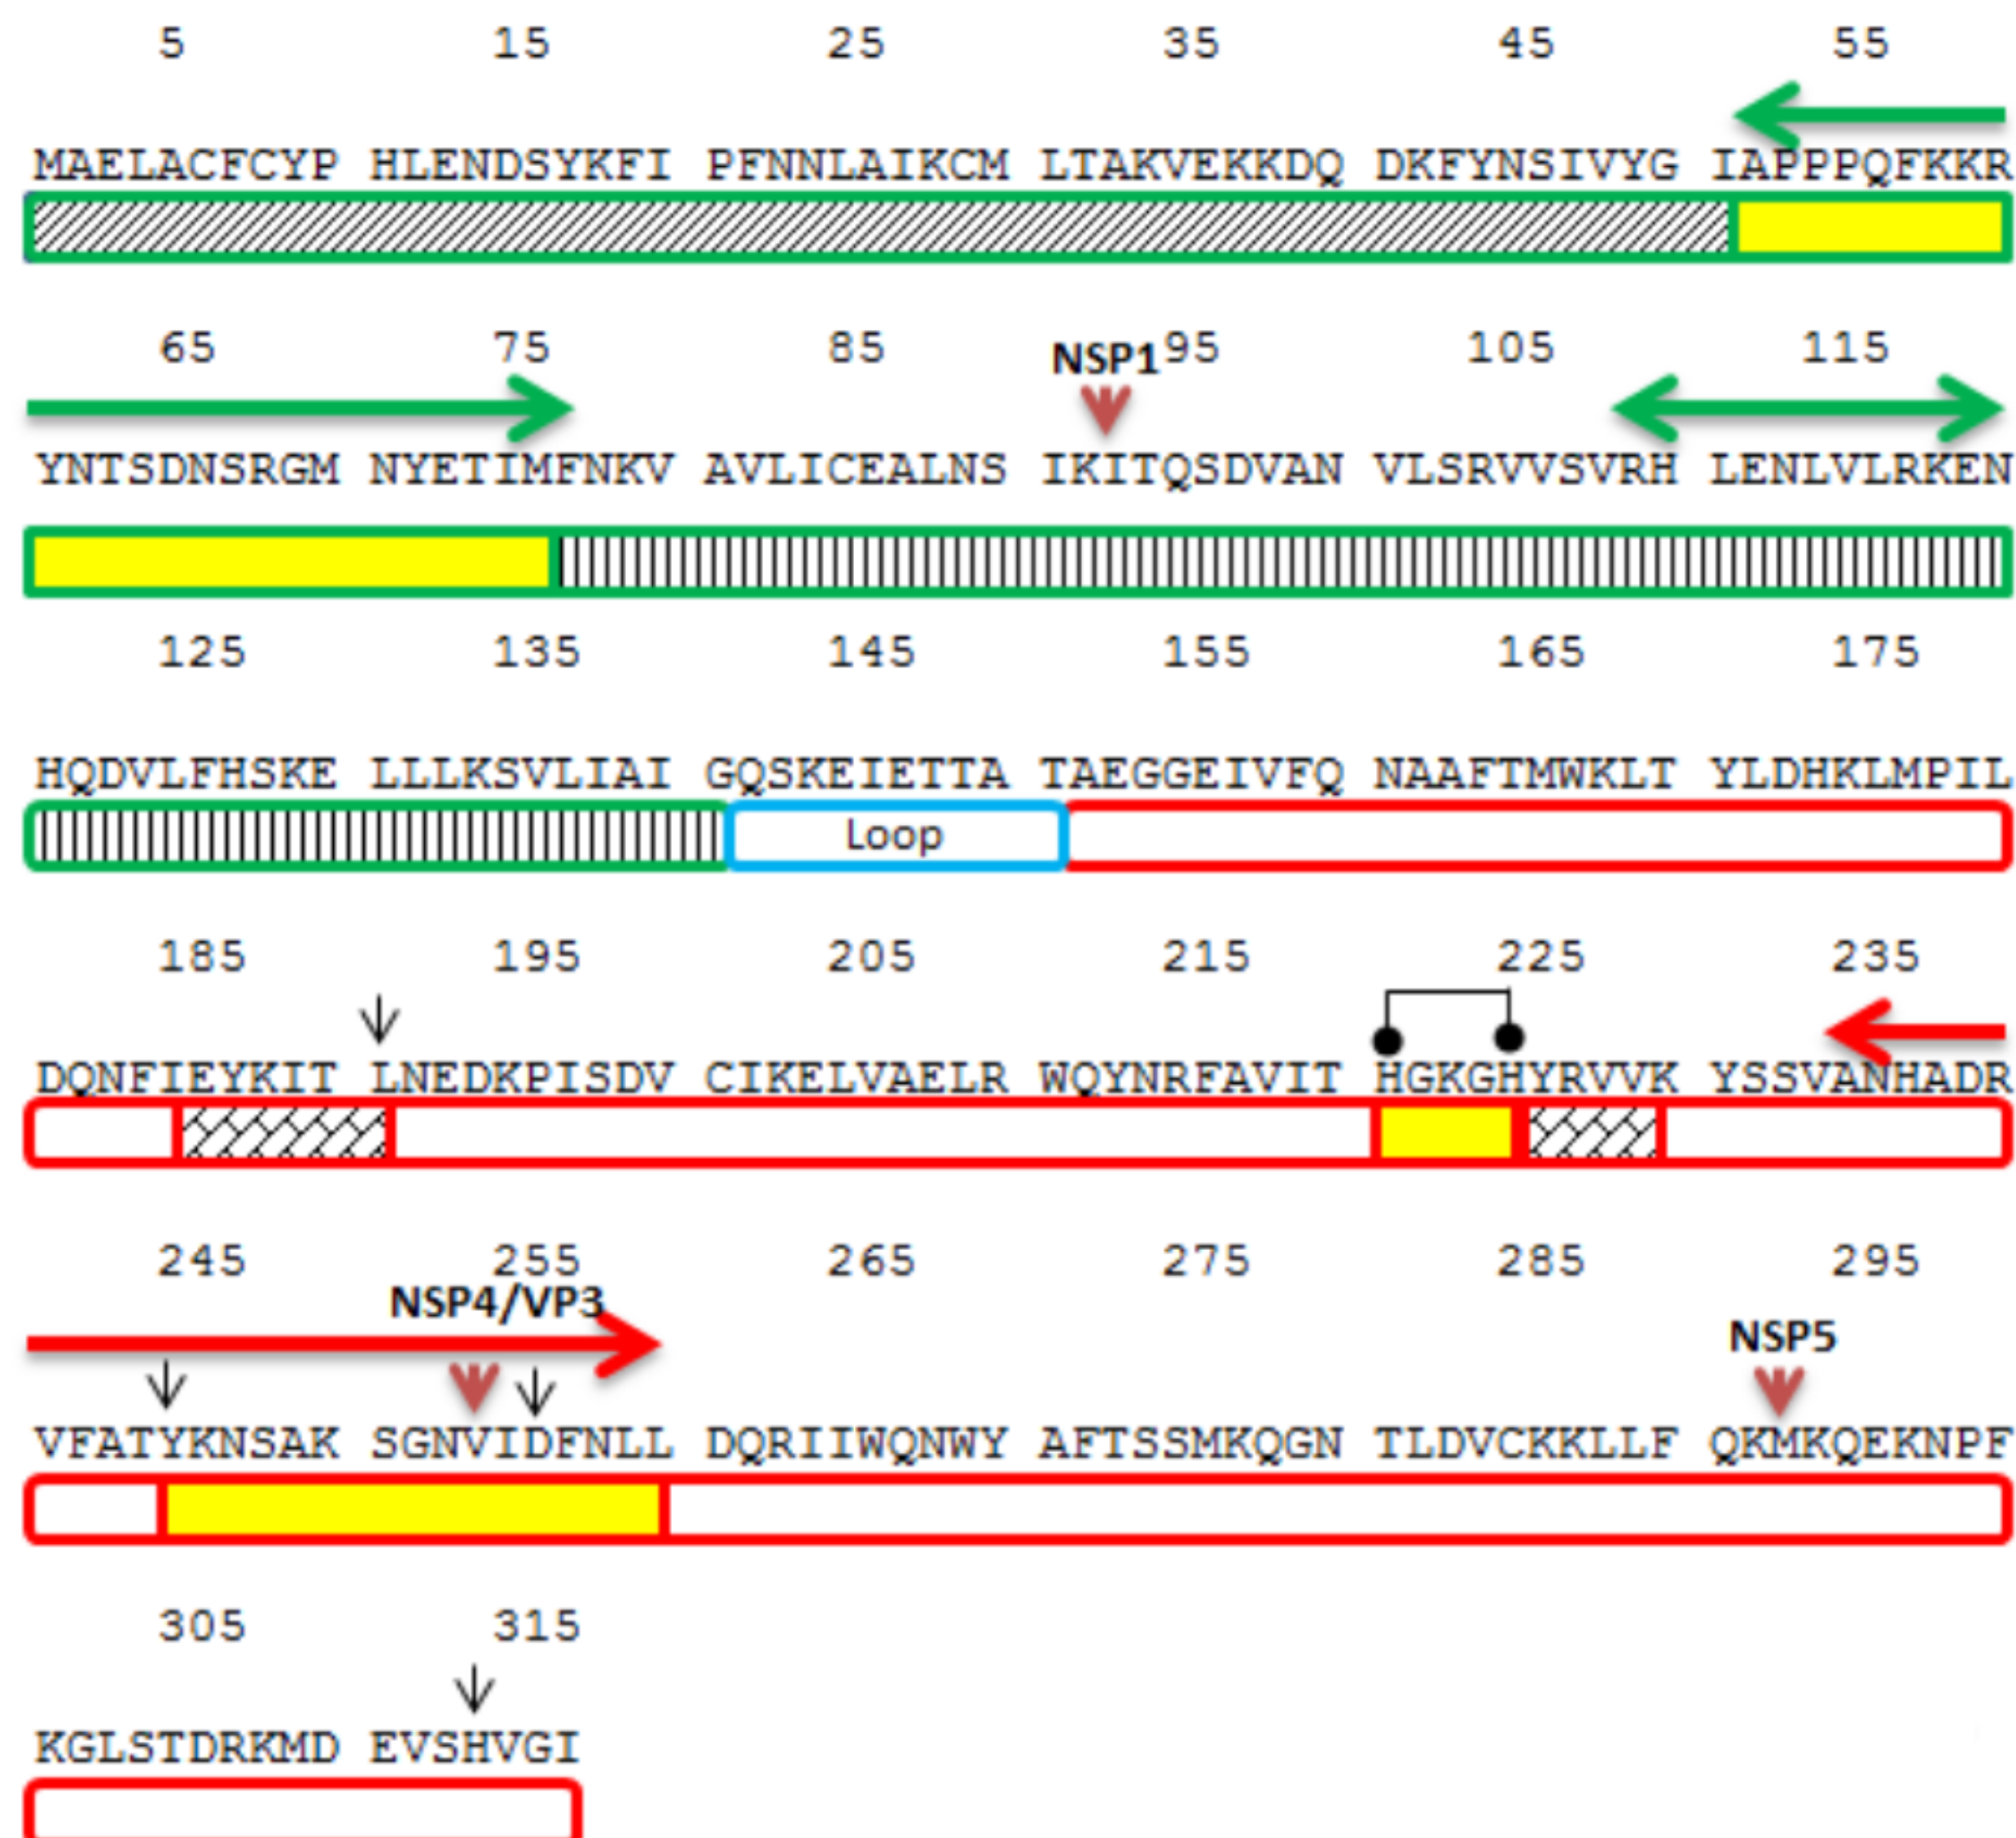 5 15 25 35 45 55
MAELACFCYP HLENDSYKFI PFNNLAIKCM LTAKVEKKDQ DKFYNSIVYG IAPPPQFKKR
65 75 85 NSP1 95 105 115
YNTSDNSRGM NYETIMFNKV AVLICEALNS IKITQSDVAN VLSRVVSVRH LENLVLRKEN
125 135 145 155 165 175
HQDVLFHSKE LLLKSVLIAI GQSKEIETTA TAEGGEIVFQ NAAFTMWKLT YLDHKLMPIL
Loop
185 195 205 215 225 235
DQNFIEYKIT LNEDKPISDV CIKELVAELR WQYNRFAVIT HGKGHYRVVK YSSVANHADR
245 255 265 275 285 295
NSP4/VP3 NSP5
VFATYKNSAK SGNVIDFNLL DQRIIWQNWY AFTSSMKQGN TLDVCKKLLF QKMKQEKNPF
305 315
KGLSTDRKMD EVSHVGI